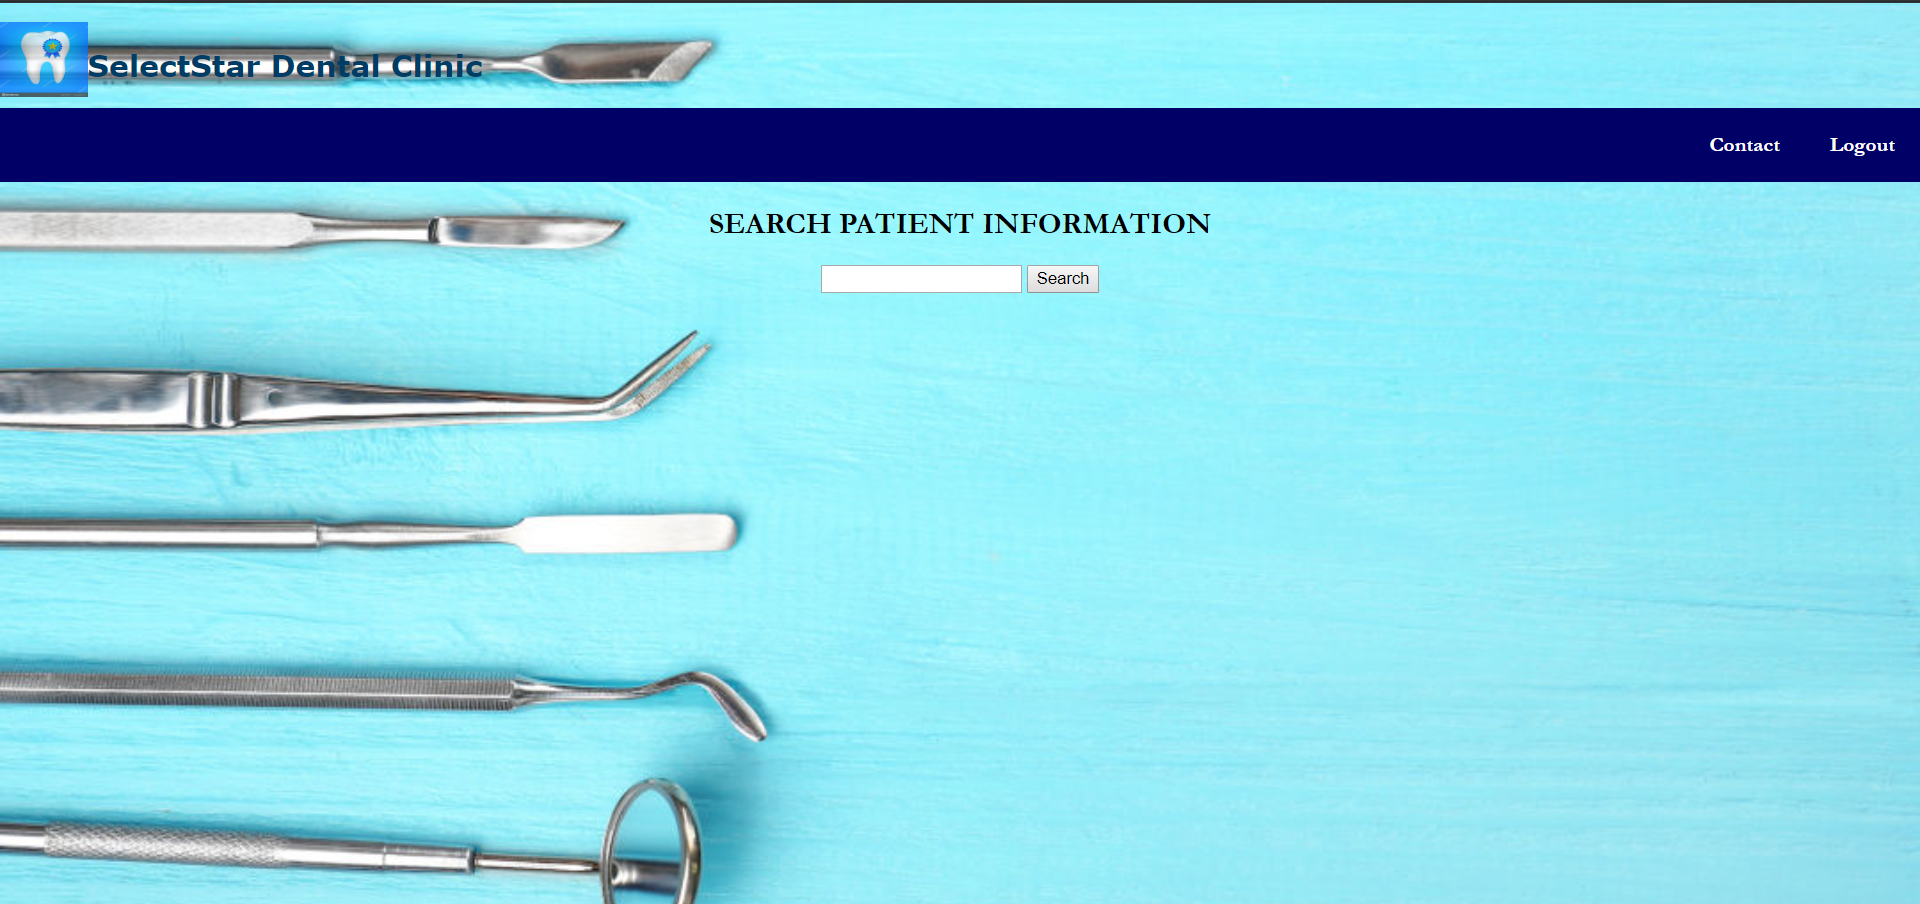 SelectStar Dental Clinic
Contact Logout
SEARCH PATIENT INFORMATION
Search